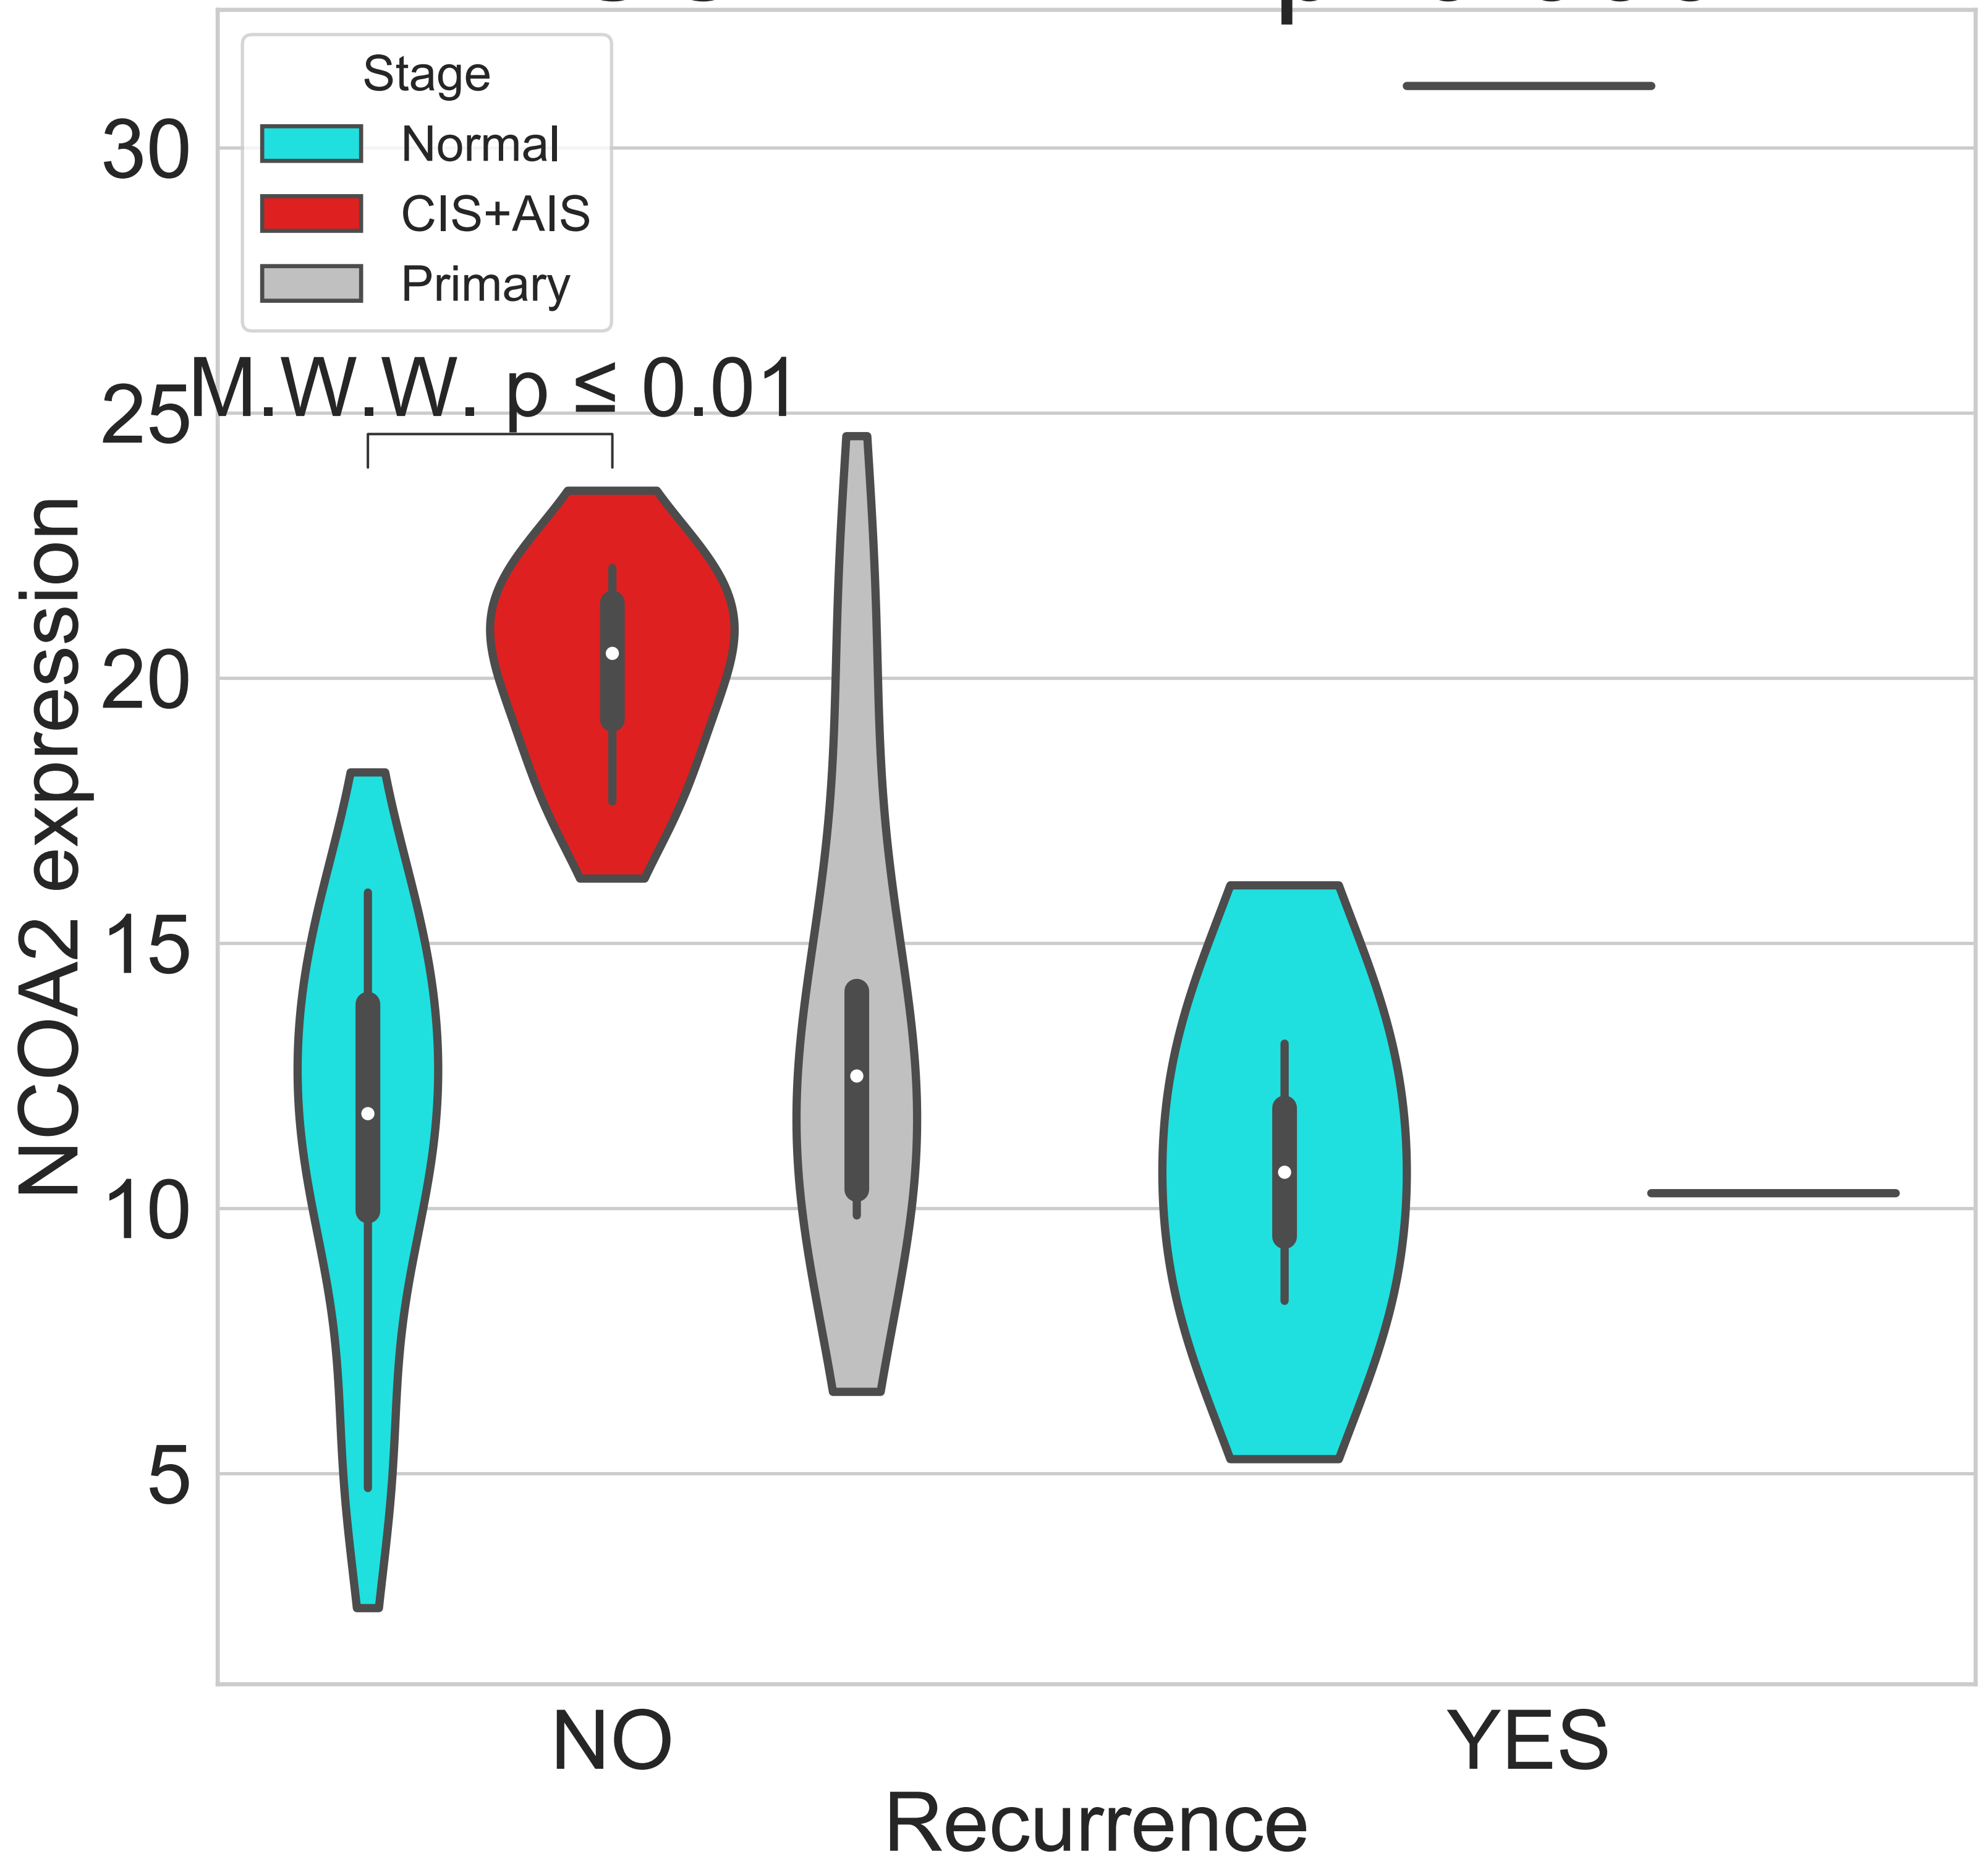 Stage
Normal
CIS+AIS
Primary
M.W.W. p ≤ 0.01
30
25
20
15
10
5
NCOA2 expression
NO
YES
Recurrence